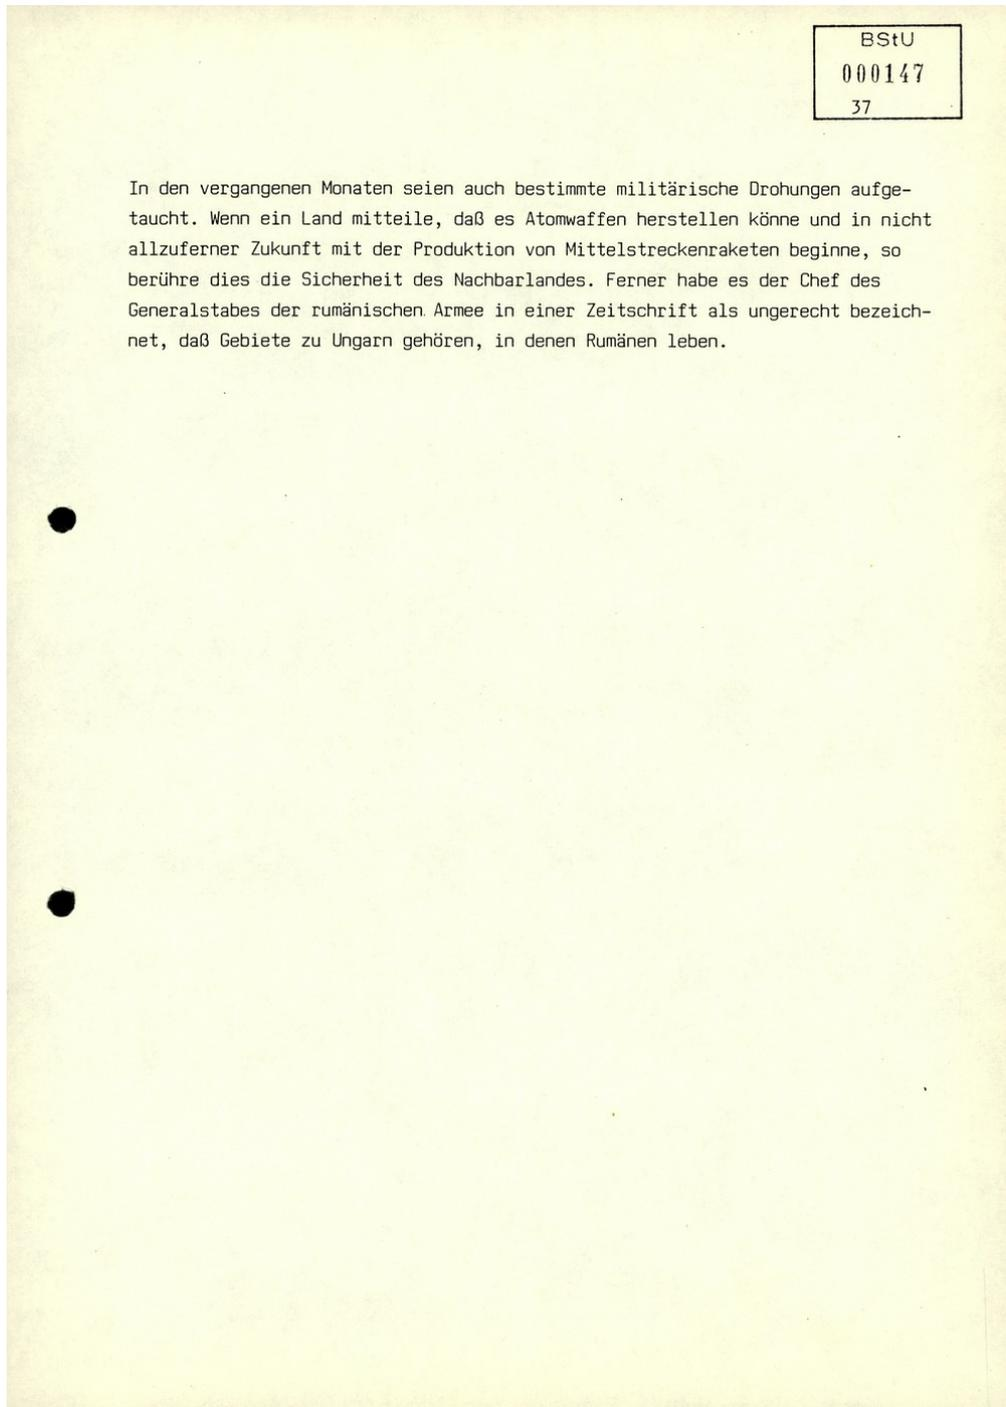 BStU
000147
37
In den vergangenen Monaten seien auch bestimmte militärische Drohungen aufge-
taucht. Wenn ein Land mitteile, daß es Atomwaffen herstellen könne und in nicht
allzuferner Zukunft mit der Produktion von Mittelstreckenraketen beginne, so
berühre dies die Sicherheit des Nachbarlandes. Ferner habe es der Chef des
Generalstabes der rumänischen Armee in einer Zeitschrift als ungerecht bezeich-
net, daß Gebiete zu Ungarn gehören, in denen Rumänen leben.